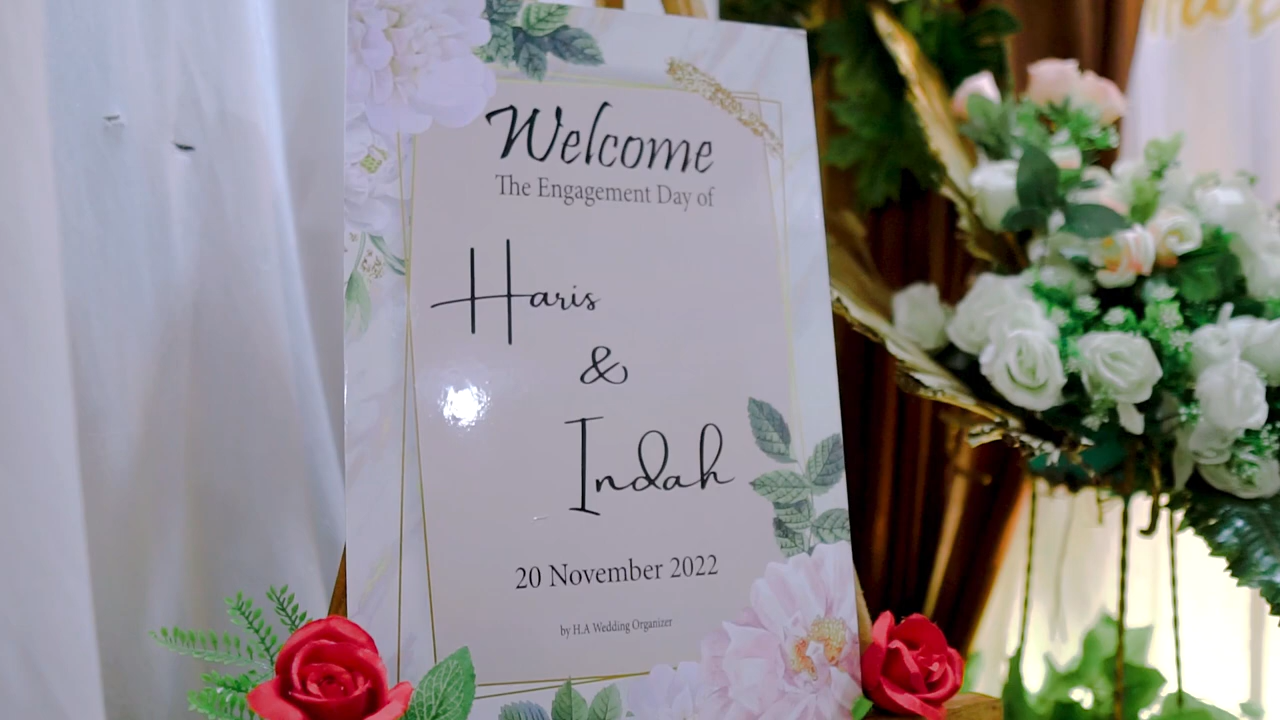 Welcome
The Engagement Day of
Haris
&
Indah
20 November 2022
by H.A Wedding Organizer